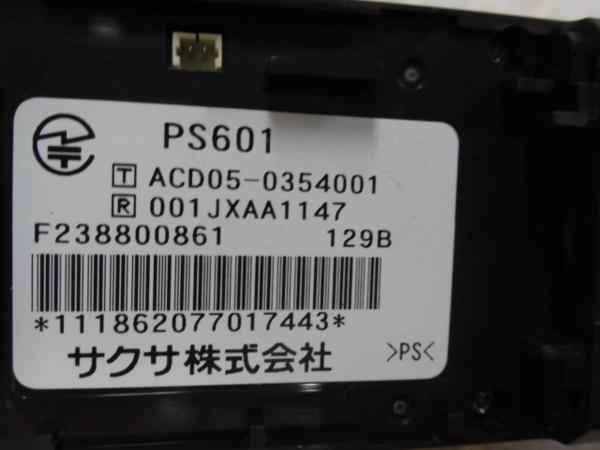 PS601
T ACD05-0354001
R 001JXAA1147
F238800861 129B
*111862077017443*
サクサ株式会社 >PS<